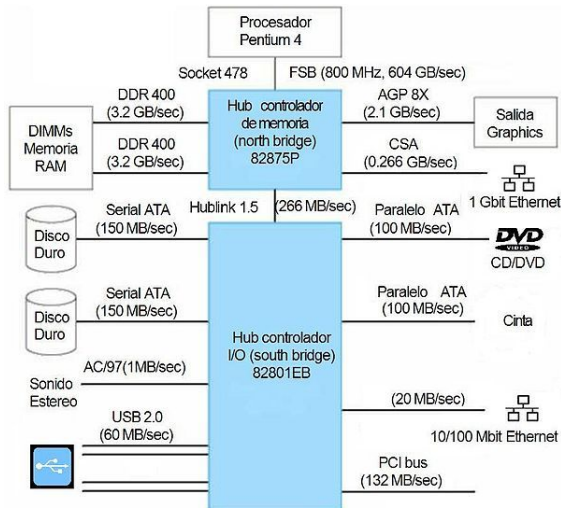 Procesador
Pentium 4
Socket 478
FSB (800 MHz, 604 GB/sec)
DDR 400
(3.2 GB/sec)
Hub controlador
de memoria
(north bridge)
82875P
AGP 8X
(2.1 GB/sec)
DIMMs
Memoria
RAM
Salida
Graphics
DDR 400
(3.2 GB/sec)
CSA
(0.266 GB/sec)
1 Gbit Ethernet
Hublink 1.5
(266 MB/sec)
Serial ATA
(150 MB/sec)
Paralelo ATA
(100 MB/sec)
Disco
Duro
DVD
VIDEO
CD/DVD
Serial ATA
(150 MB/sec)
Paralelo ATA
(100 MB/sec)
Disco
Duro
Hub controlador
I/O (south bridge)
82801EB
Cinta
AC/97(1MB/sec)
Sonido
Estereo
(20 MB/sec)
10/100 Mbit Ethernet
USB 2.0
(60 MB/sec)
PCI bus
(132 MB/sec)